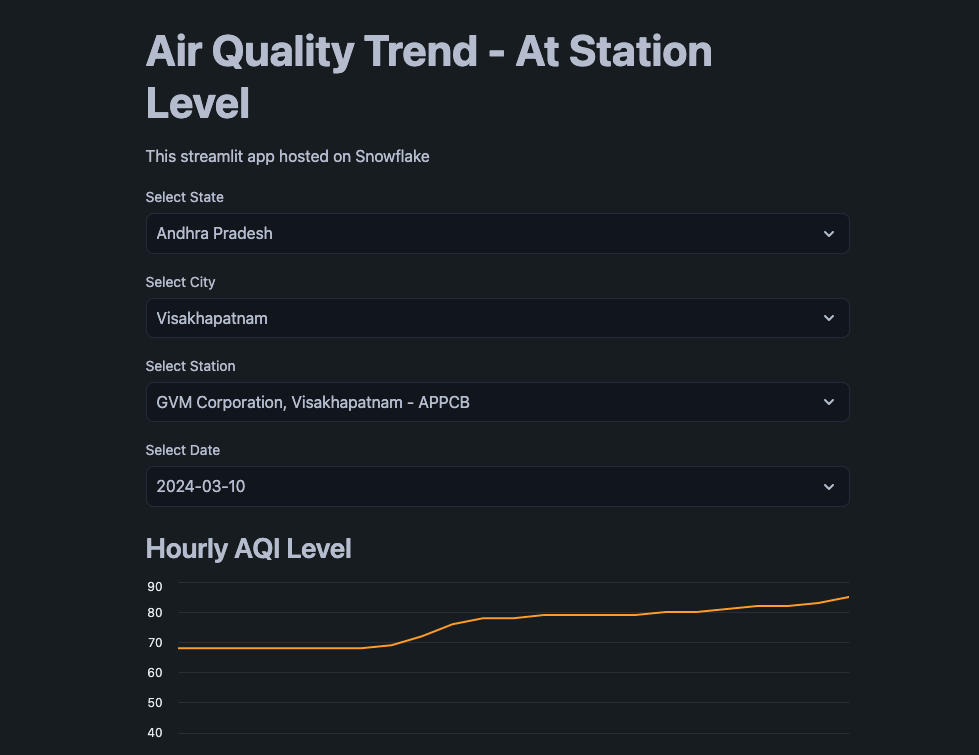 Air Quality Trend - At Station
Level
This streamlit app hosted on Snowflake
Select State
Andhra Pradesh
Select City
Visakhapatnam
Select Station
GVM Corporation, Visakhapatnam - APPCB
Select Date
2024-03-10
Hourly AQI Level
90
80
70
60
50
40